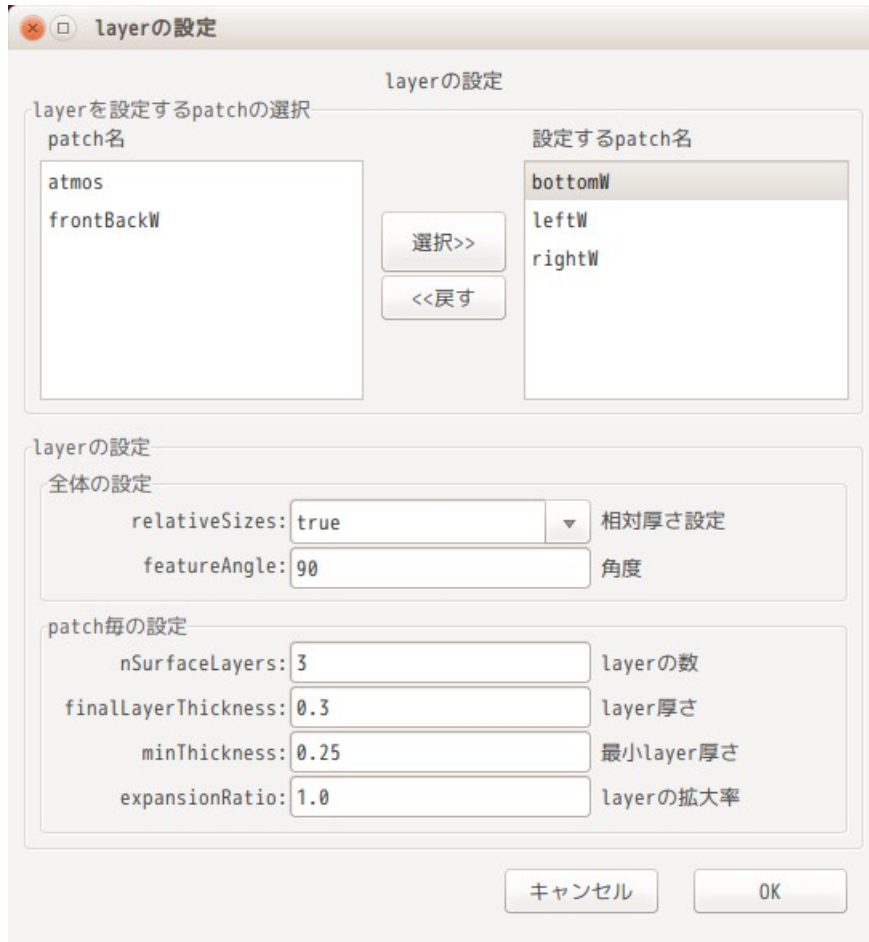 layerの設定
layerの設定
layerを設定するpatchの選択
patch名
設定するpatch名
atmos
frontBackW
選択>>
<<戻す
bottomW
leftW
rightW
layerの設定
全体の設定
relativeSizes: true 相対厚さ設定
featureAngle: 90 角度
patch毎の設定
nSurfaceLayers: 3 layerの数
finalLayerThickness: 0.3 layer厚さ
minThickness: 0.25 最小layer厚さ
expansionRatio: 1.0 layerの拡大率
キャンセル OK